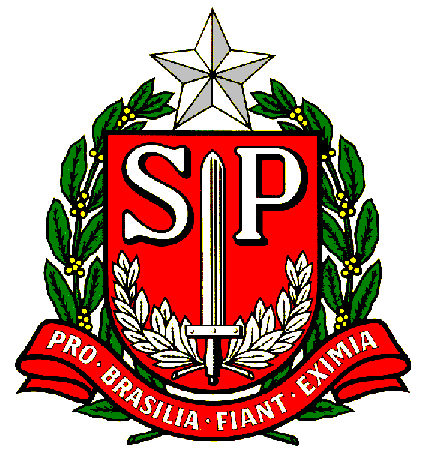 SP
PRO · BRASILIA · FIANT · EXIMIA